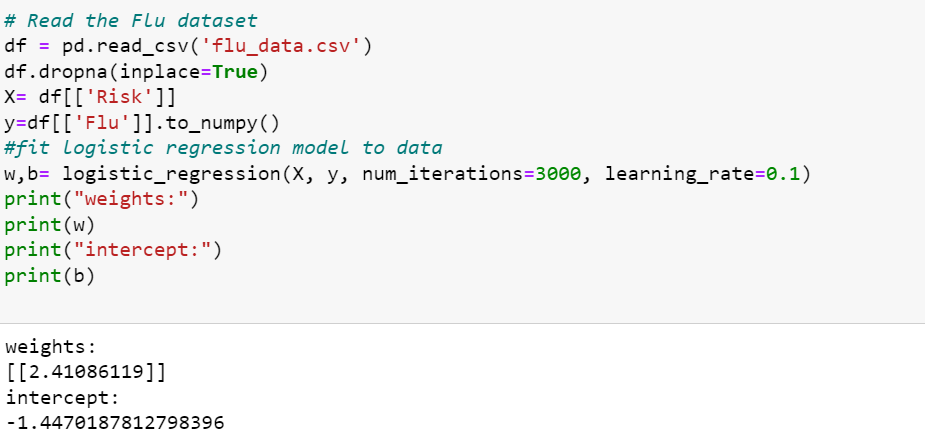 # Read the Flu dataset
df = pd.read_csv('flu_data.csv')
df.dropna(inplace=True)
X= df[['Risk']]
y=df[['Flu']].to_numpy()
#fit logistic regression model to data
w,b= logistic_regression(X, y, num_iterations=3000, learning_rate=0.1)
print("weights:")
print(w)
print("intercept:")
print(b)
weights:
[[2.41086119]]
intercept:
-1.4470187812798396